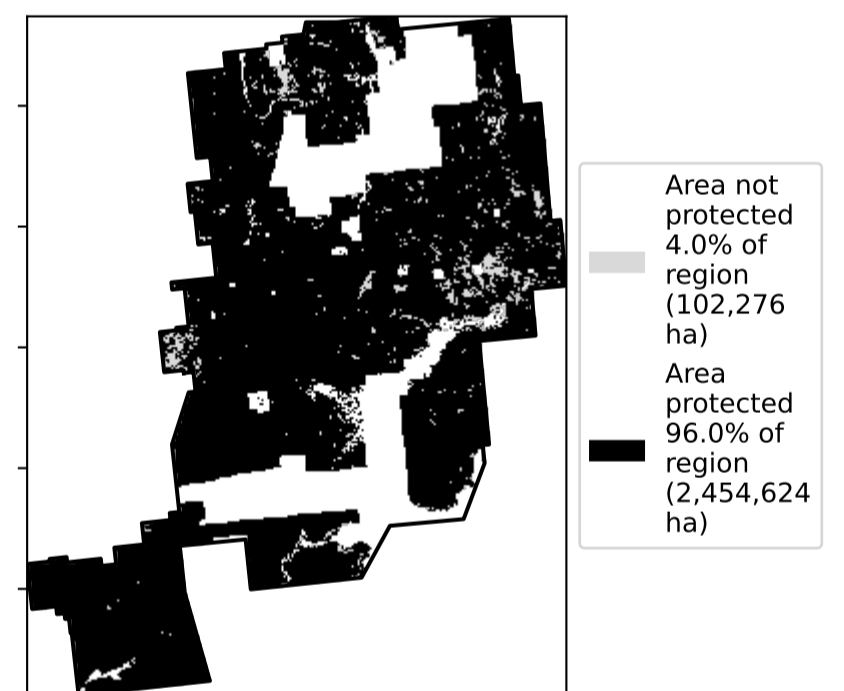 Area not
protected
4.0% of
region
(102,276
ha)
Area
protected
96.0% of
region
(2,454,624
ha)